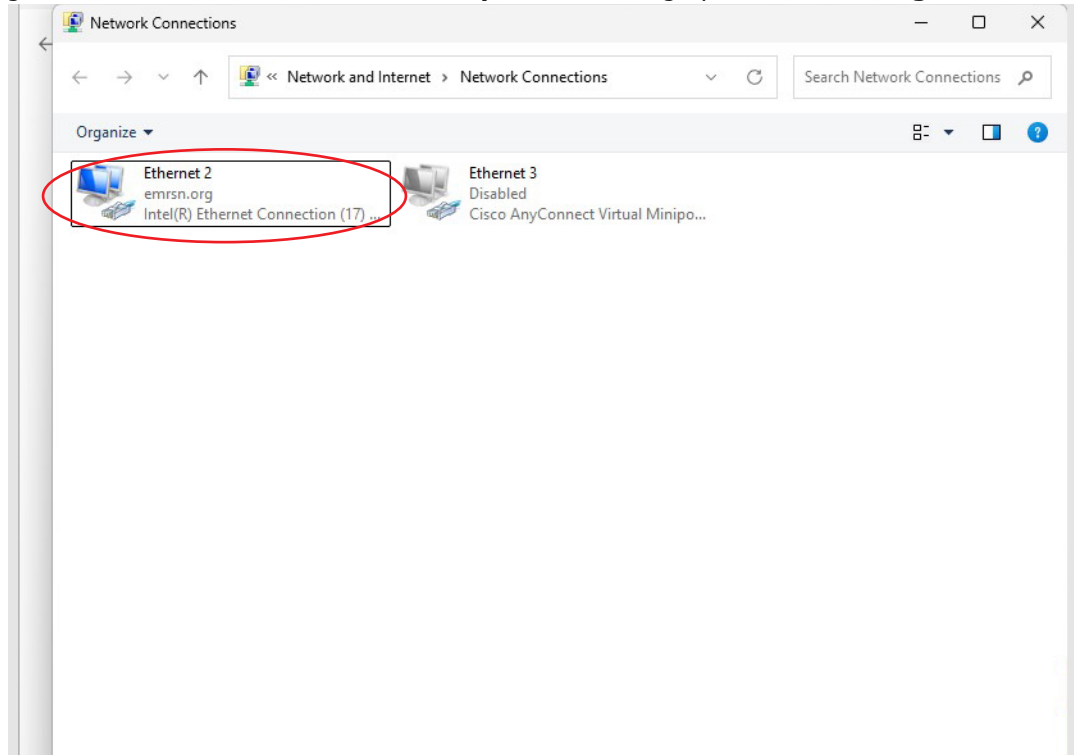 Network Connections
« Network and Internet > Network Connections
Search Network Connections
Organize
Ethernet 2
emrsn.org
Intel(R) Ethernet Connection (17) ...
Ethernet 3
Disabled
Cisco AnyConnect Virtual Minipo...